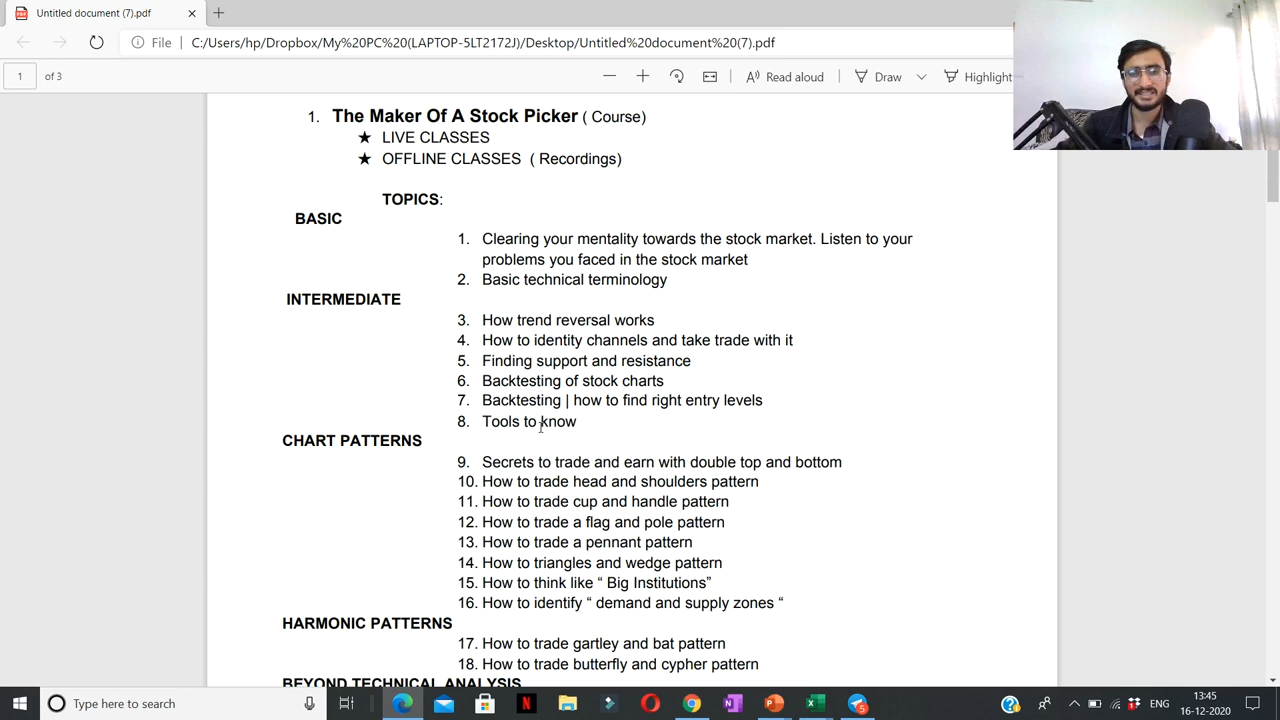 Untitled document (7).pdf
File
C:/Users/hp/Dropbox/My%20PC%20(LAPTOP-5LT2172J)/Desktop/Untitled%20document%20(7).pdf
1 of 3
Read aloud
Draw
Highlight
1. The Maker Of A Stock Picker ( Course)
★ LIVE CLASSES
★ OFFLINE CLASSES ( Recordings)
TOPICS:
BASIC
1. Clearing your mentality towards the stock market. Listen to your
problems you faced in the stock market
2. Basic technical terminology
INTERMEDIATE
3. How trend reversal works
4. How to identity channels and take trade with it
5. Finding support and resistance
6. Backtesting of stock charts
7. Backtesting | how to find right entry levels
8. Tools to know
CHART PATTERNS
9. Secrets to trade and earn with double top and bottom
10. How to trade head and shoulders pattern
11. How to trade cup and handle pattern
12. How to trade a flag and pole pattern
13. How to trade a pennant pattern
14. How to triangles and wedge pattern
15. How to think like “ Big Institutions”
16. How to identify “ demand and supply zones “
HARMONIC PATTERNS
17. How to trade gartley and bat pattern
18. How to trade butterfly and cypher pattern
BEYOND TECHNICAL ANALYSIS
Type here to search
ENG
13:45
16-12-2020